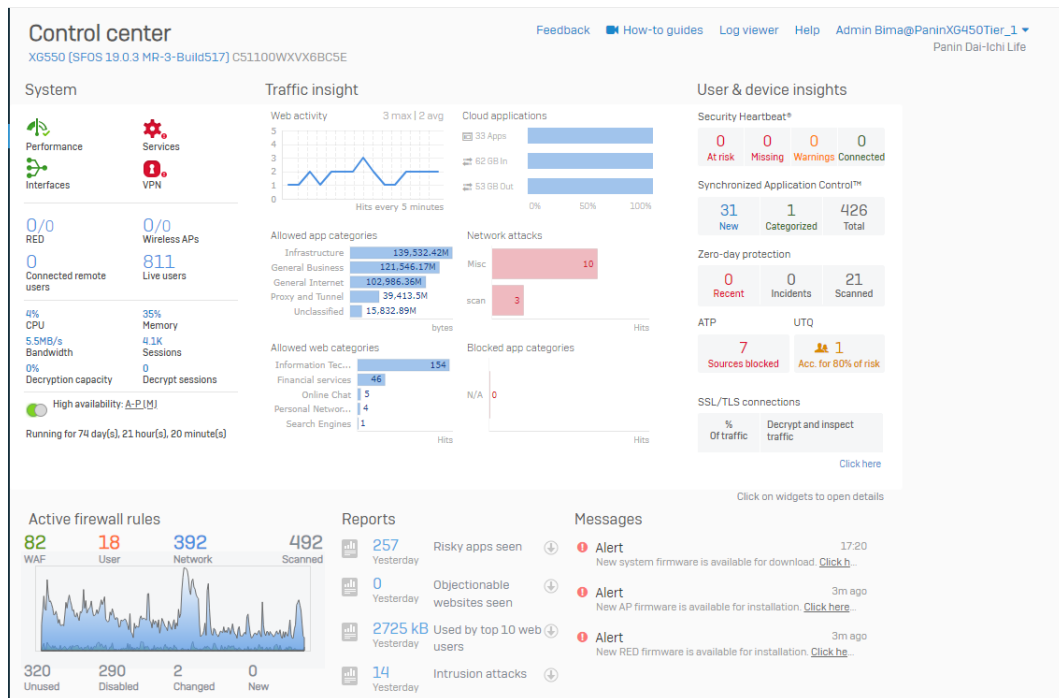 Control center
Feedback How-to guides Log viewer Help Admin Bima@PaninXG450Tier_1
XG550 (SFOS 19.0.3 MR-3-Build517) C51100WXVX6BC5E
Panin Dai-Ichi Life
System
Performance
Services
Interfaces
VPN
0/0
RED
0/0
Wireless APs
0
Connected remote
users
811
Live users
4%
CPU
35%
Memory
5.5MB/s
Bandwidth
4.1K
Sessions
0%
Decryption capacity
0
Decrypt sessions
High availability: A-P (M)
Running for 74 day(s), 21 hour(s), 20 minute(s)
Traffic insight
Web activity 3 max | 2 avg
5
4
3
2
1
0
Hits every 5 minutes
Cloud applications
33 Apps
62 GB In
53 GB Out
0% 50% 100%
Allowed app categories
Infrastructure 139,532.42M
General Business 121,546.17M
General Internet 102,986.36M
Proxy and Tunnel 39,413.5M
Unclassified 15,832.89M
bytes
Network attacks
Misc 10
scan 3
Hits
Allowed web categories
Information Tec... 154
Financial services 46
Online Chat 5
Personal Networ... 4
Search Engines 1
Hits
Blocked app categories
N/A 0
Hits
User & device insights
Security Heartbeat®
0 0 0 0
At risk Missing Warnings Connected
Synchronized Application Control™
31 1 426
New Categorized Total
Zero-day protection
0 0 21
Recent Incidents Scanned
ATP UTQ
7 1
Sources blocked Acc. for 80% of risk
SSL/TLS connections
%
Of traffic
Decrypt and inspect
traffic
Click here
Click on widgets to open details
Active firewall rules
82 18 392 492
WAF User Network Scanned
320 290 2 0
Unused Disabled Changed New
Reports
257 Risky apps seen
Yesterday
0 Objectionable
Yesterday websites seen
2725 kB Used by top 10 web
Yesterday users
14 Intrusion attacks
Yesterday
Messages
Alert 17:20
New system firmware is available for download. Click h...
Alert 3m ago
New AP firmware is available for installation. Click here...
Alert 3m ago
New RED firmware is available for installation. Click he...